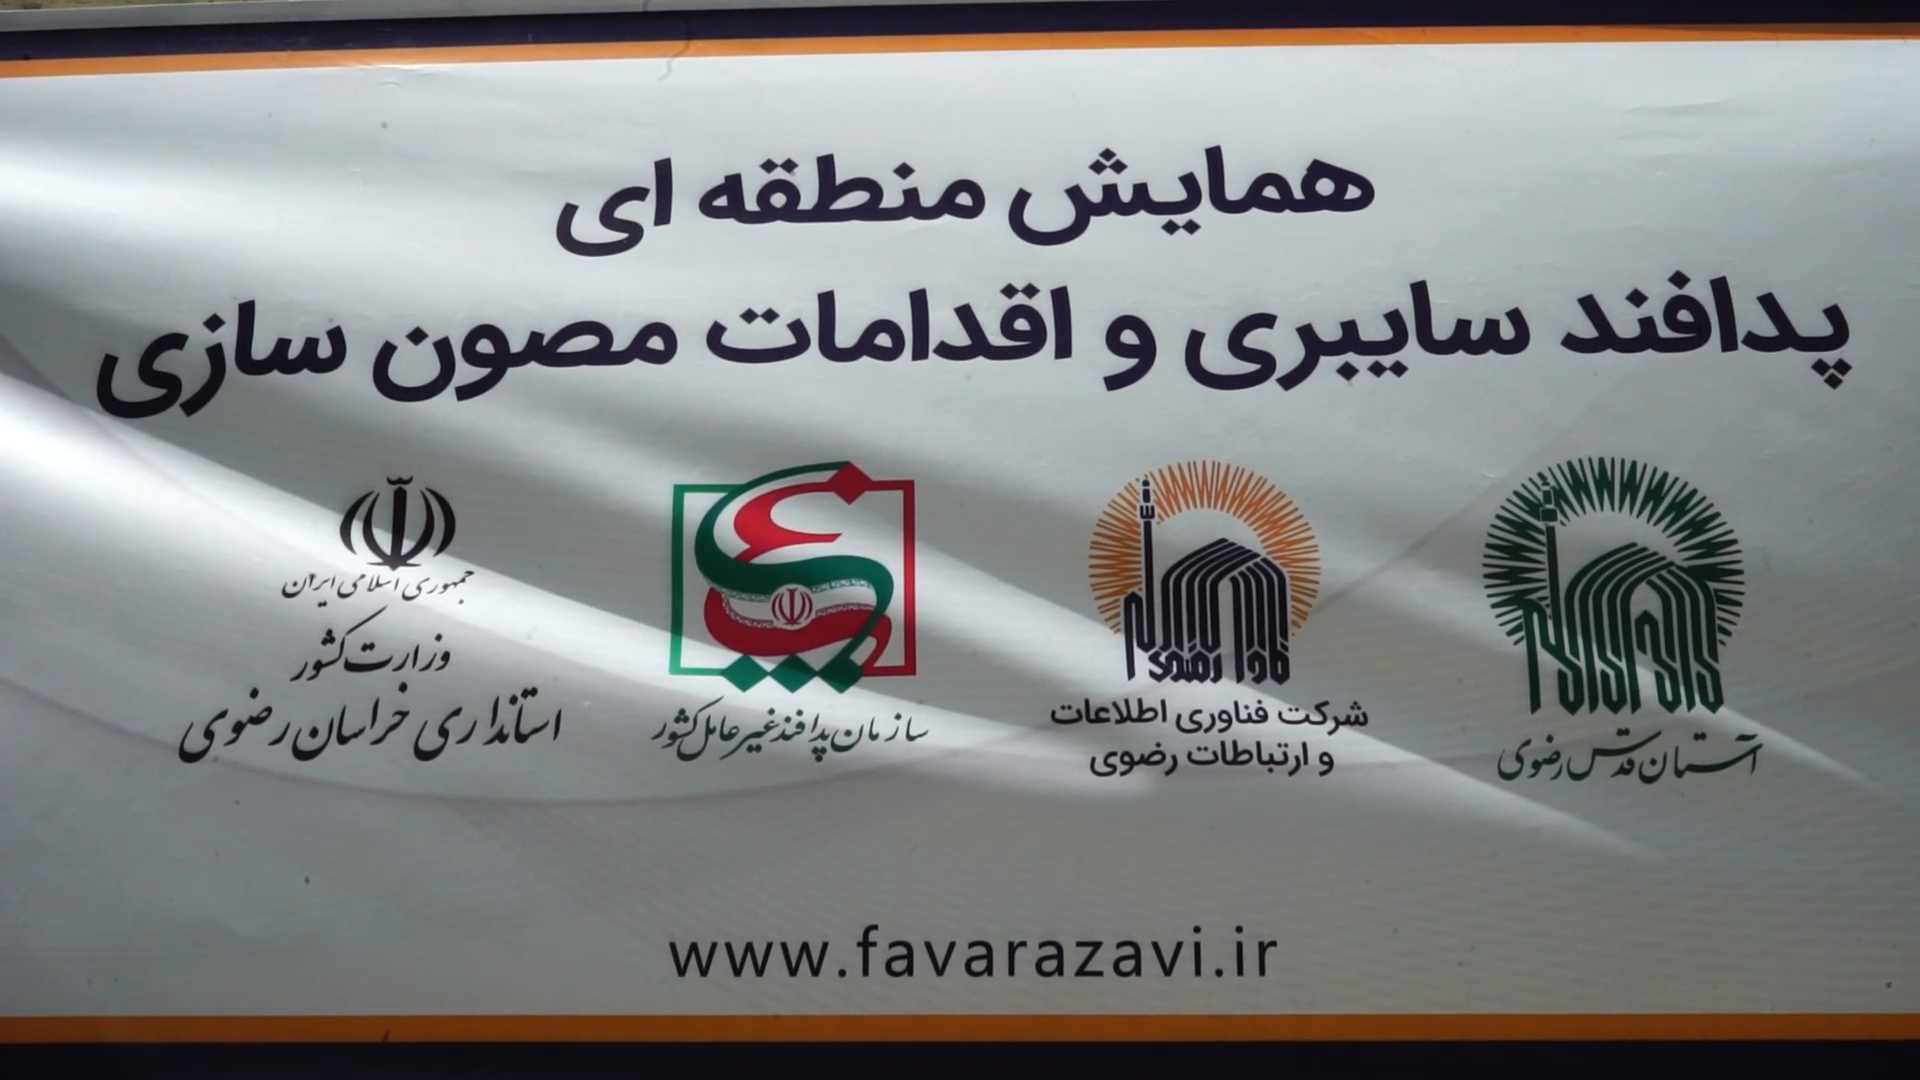 همایش منطقه ای
پدافند سایبری و اقدامات مصون سازی
آستان قدس رضوی
فاوا رضوی
شرکت فناوری اطلاعات
و ارتباطات رضوی
سازمان پدافند غیرعامل کشور
جمهوری اسلامی ایران
وزارت کشور
استانداری خراسان رضوی
www.favarazavi.ir